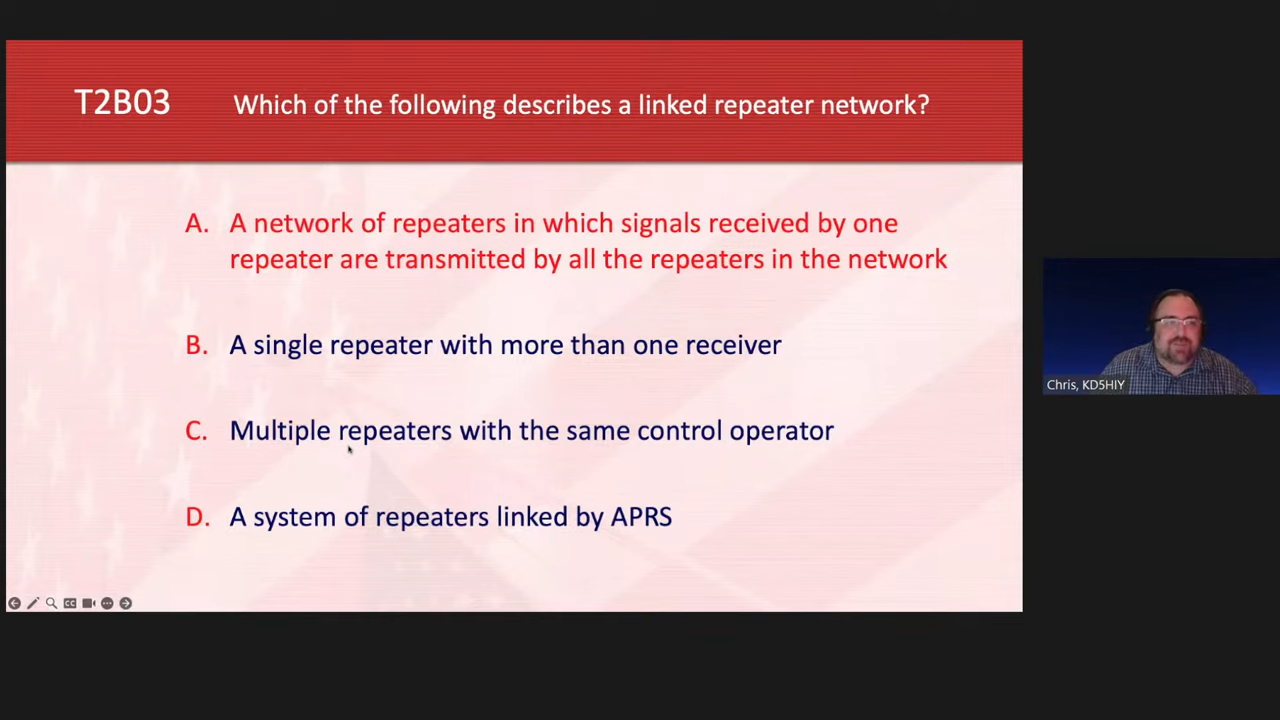 T2B03 Which of the following describes a linked repeater network?
A. A network of repeaters in which signals received by one
repeater are transmitted by all the repeaters in the network
B. A single repeater with more than one receiver
Chris, KD5HIY
C. Multiple repeaters with the same control operator
D. A system of repeaters linked by APRS
CC